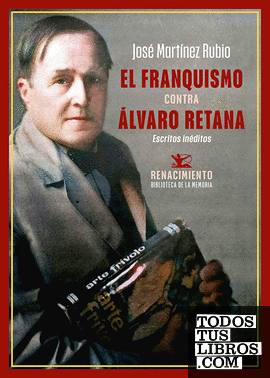 José Martínez Rubio
EL FRANQUISMO
CONTRA
ÁLVARO RETANA
Escritos inéditos
RENACIMIENTO
BIBLIOTECA DE LA MEMORIA
arte frívolo
TODOS
TUS
LIBROS
.COM